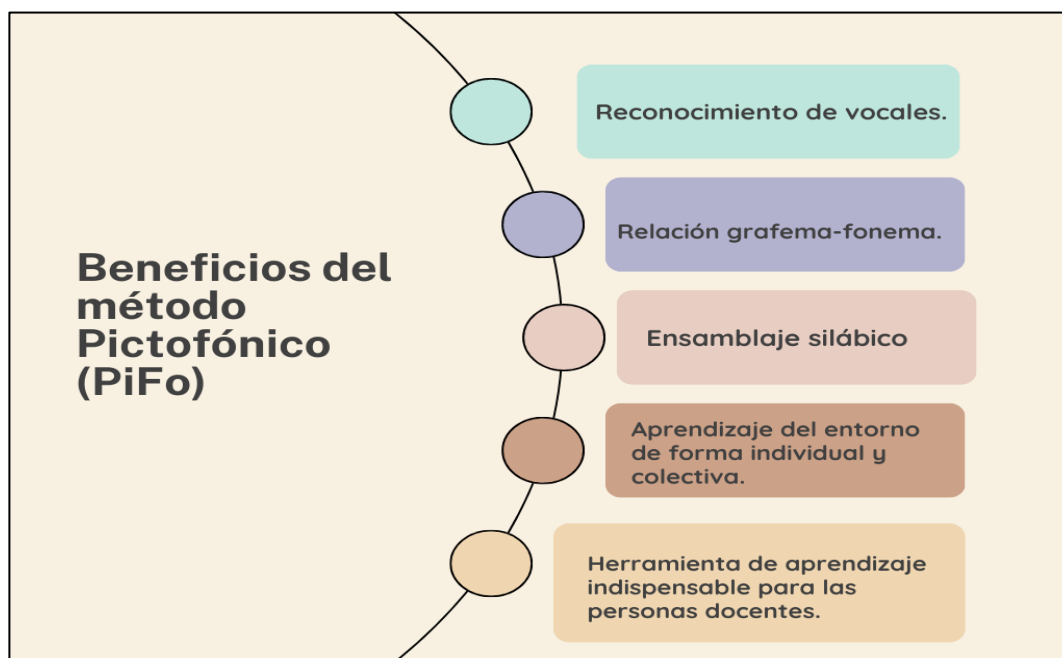 Beneficios del
método
Pictofónico
(PiFo)
Reconocimiento de vocales.
Relación grafema-fonema.
Ensamblaje silábico
Aprendizaje del entorno
de forma individual y
colectiva.
Herramienta de aprendizaje
indispensable para las
personas docentes.